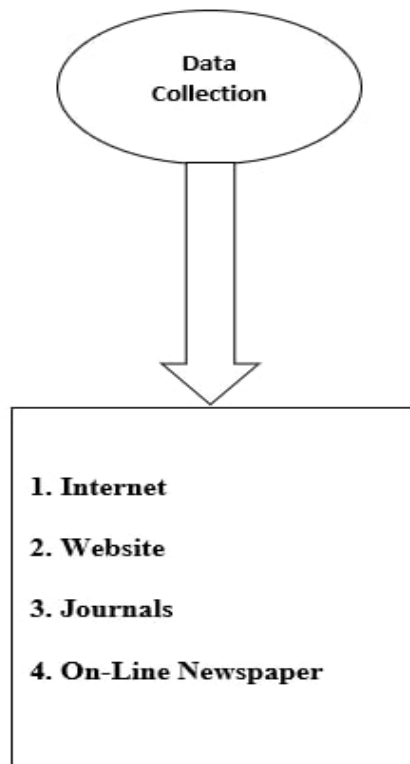 Data
Collection
1. Internet
2. Website
3. Journals
4. On-Line Newspaper